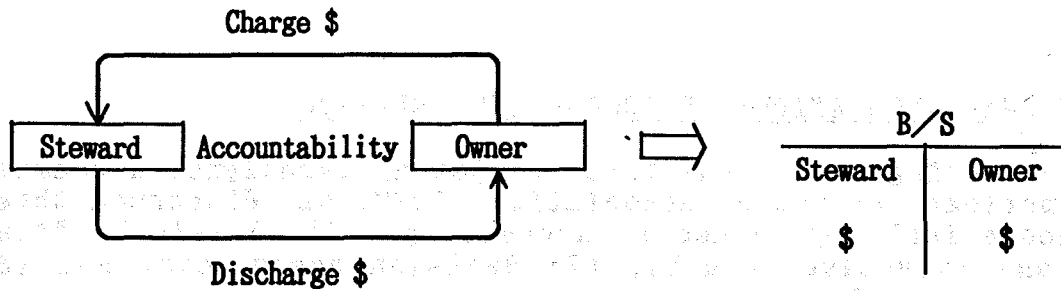 Charge $
Steward Accountability Owner
Discharge $
B/S
Steward Owner
$ $